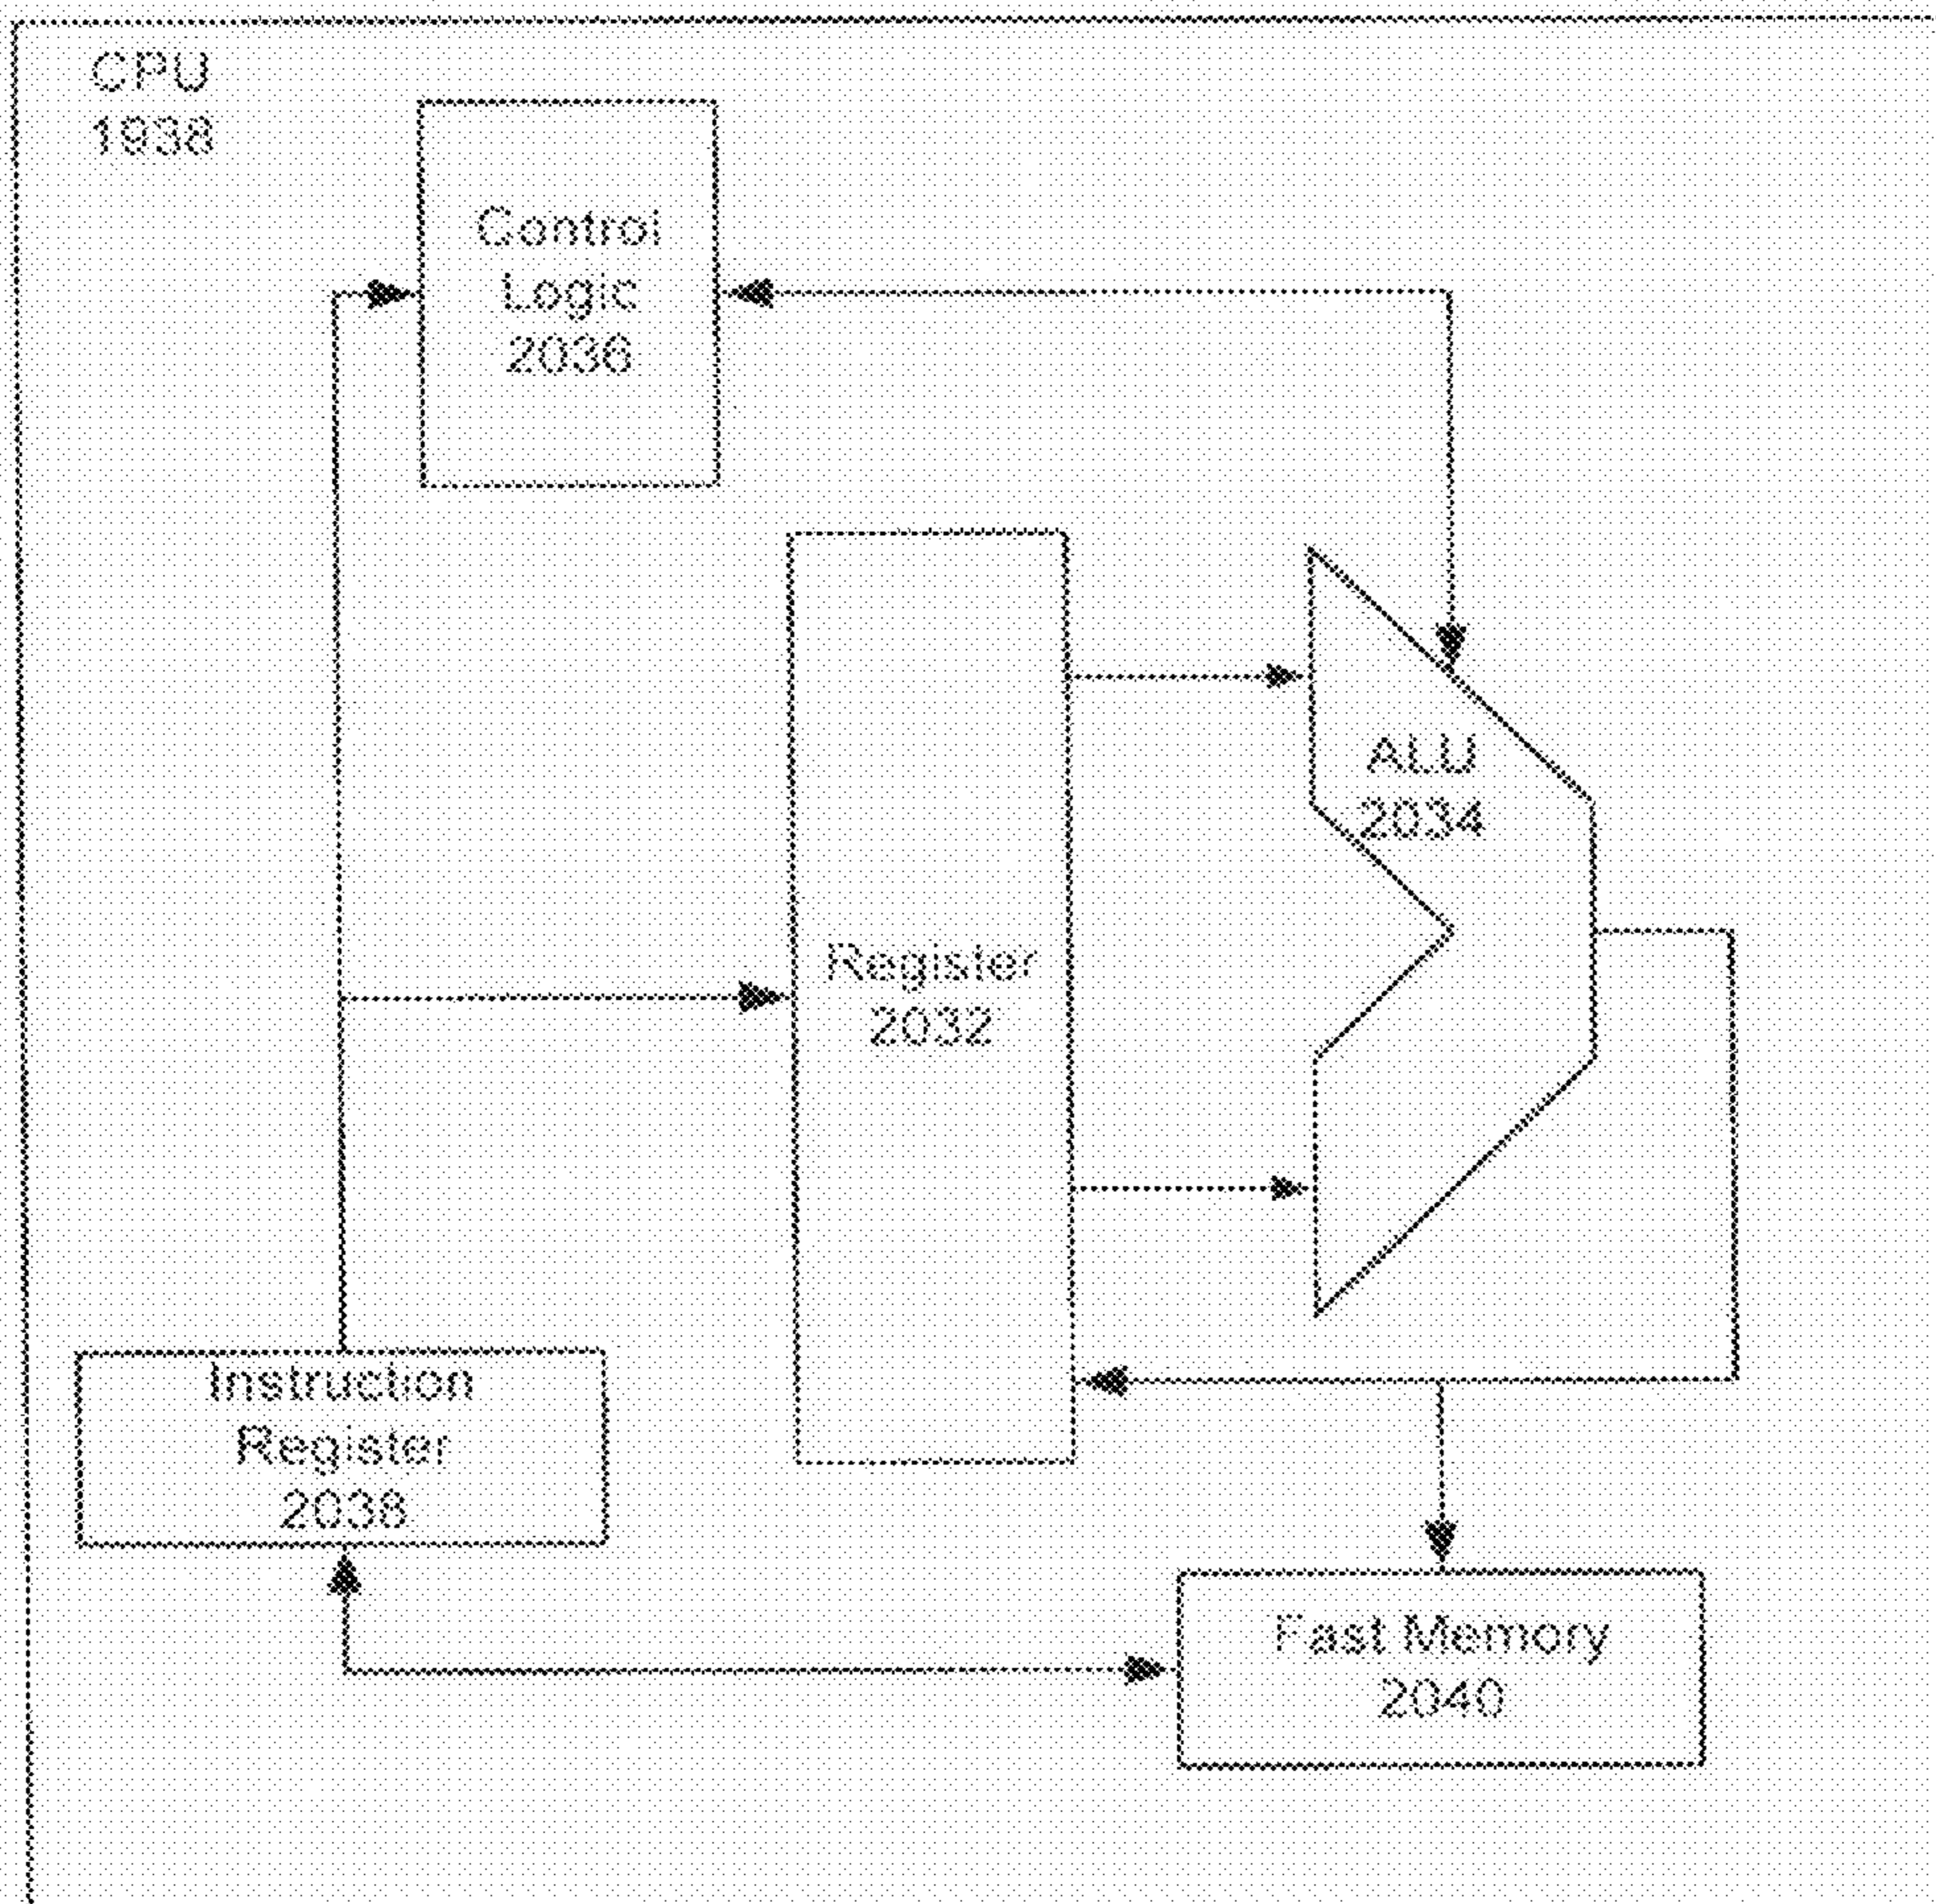 CPU
1938
Control
Logic
2036
ALU
2034
Register
2032
Instruction
Register
2038
Fast Memory
2040